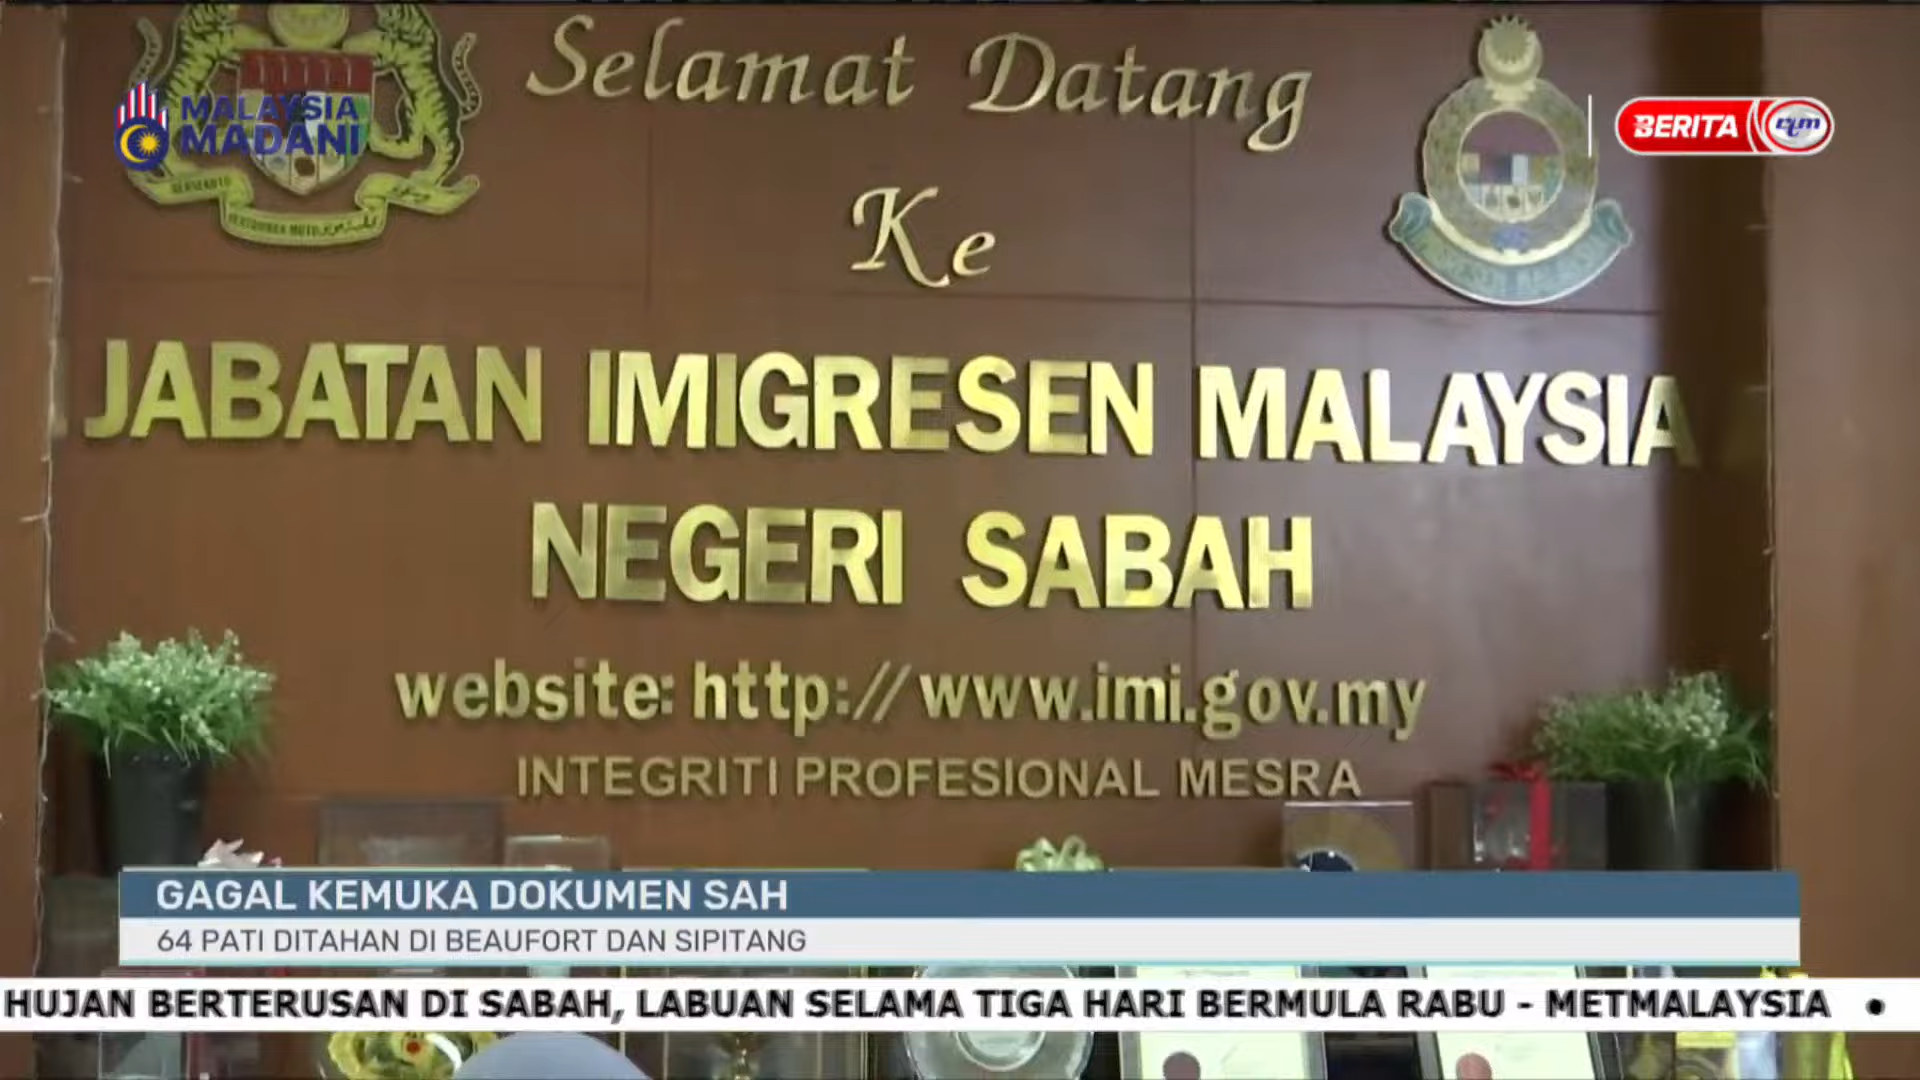 Selamat Datang
Ke
MALAYSIA
MADANI
BERITA rtm
BERSEKUTU
JABATAN IMIGRESEN MALAYSIA
NEGERI SABAH
website: http://www.imi.gov.my
INTEGRITI PROFESIONAL MESRA
GAGAL KEMUKA DOKUMEN SAH
64 PATI DITAHAN DI BEAUFORT DAN SIPITANG
HUJAN BERTERUSAN DI SABAH, LABUAN SELAMA TIGA HARI BERMULA RABU - METMALAYSIA •